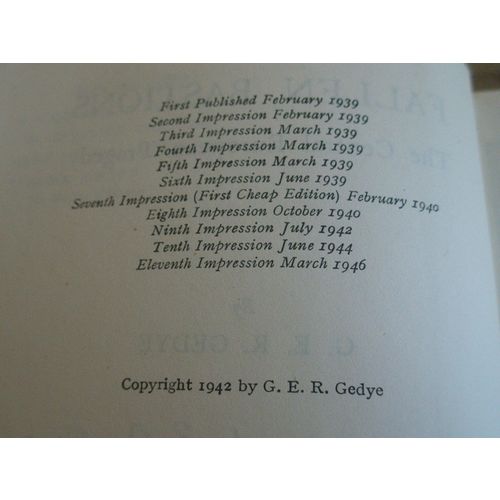 First Published February 1939
Second Impression February 1939
Third Impression March 1939
Fourth Impression March 1939
Fifth Impression March 1939
Sixth Impression June 1939
Seventh Impression (First Cheap Edition) February 1940
Eighth Impression October 1940
Ninth Impression July 1942
Tenth Impression June 1944
Eleventh Impression March 1946
Copyright 1942 by G. E. R. Gedye